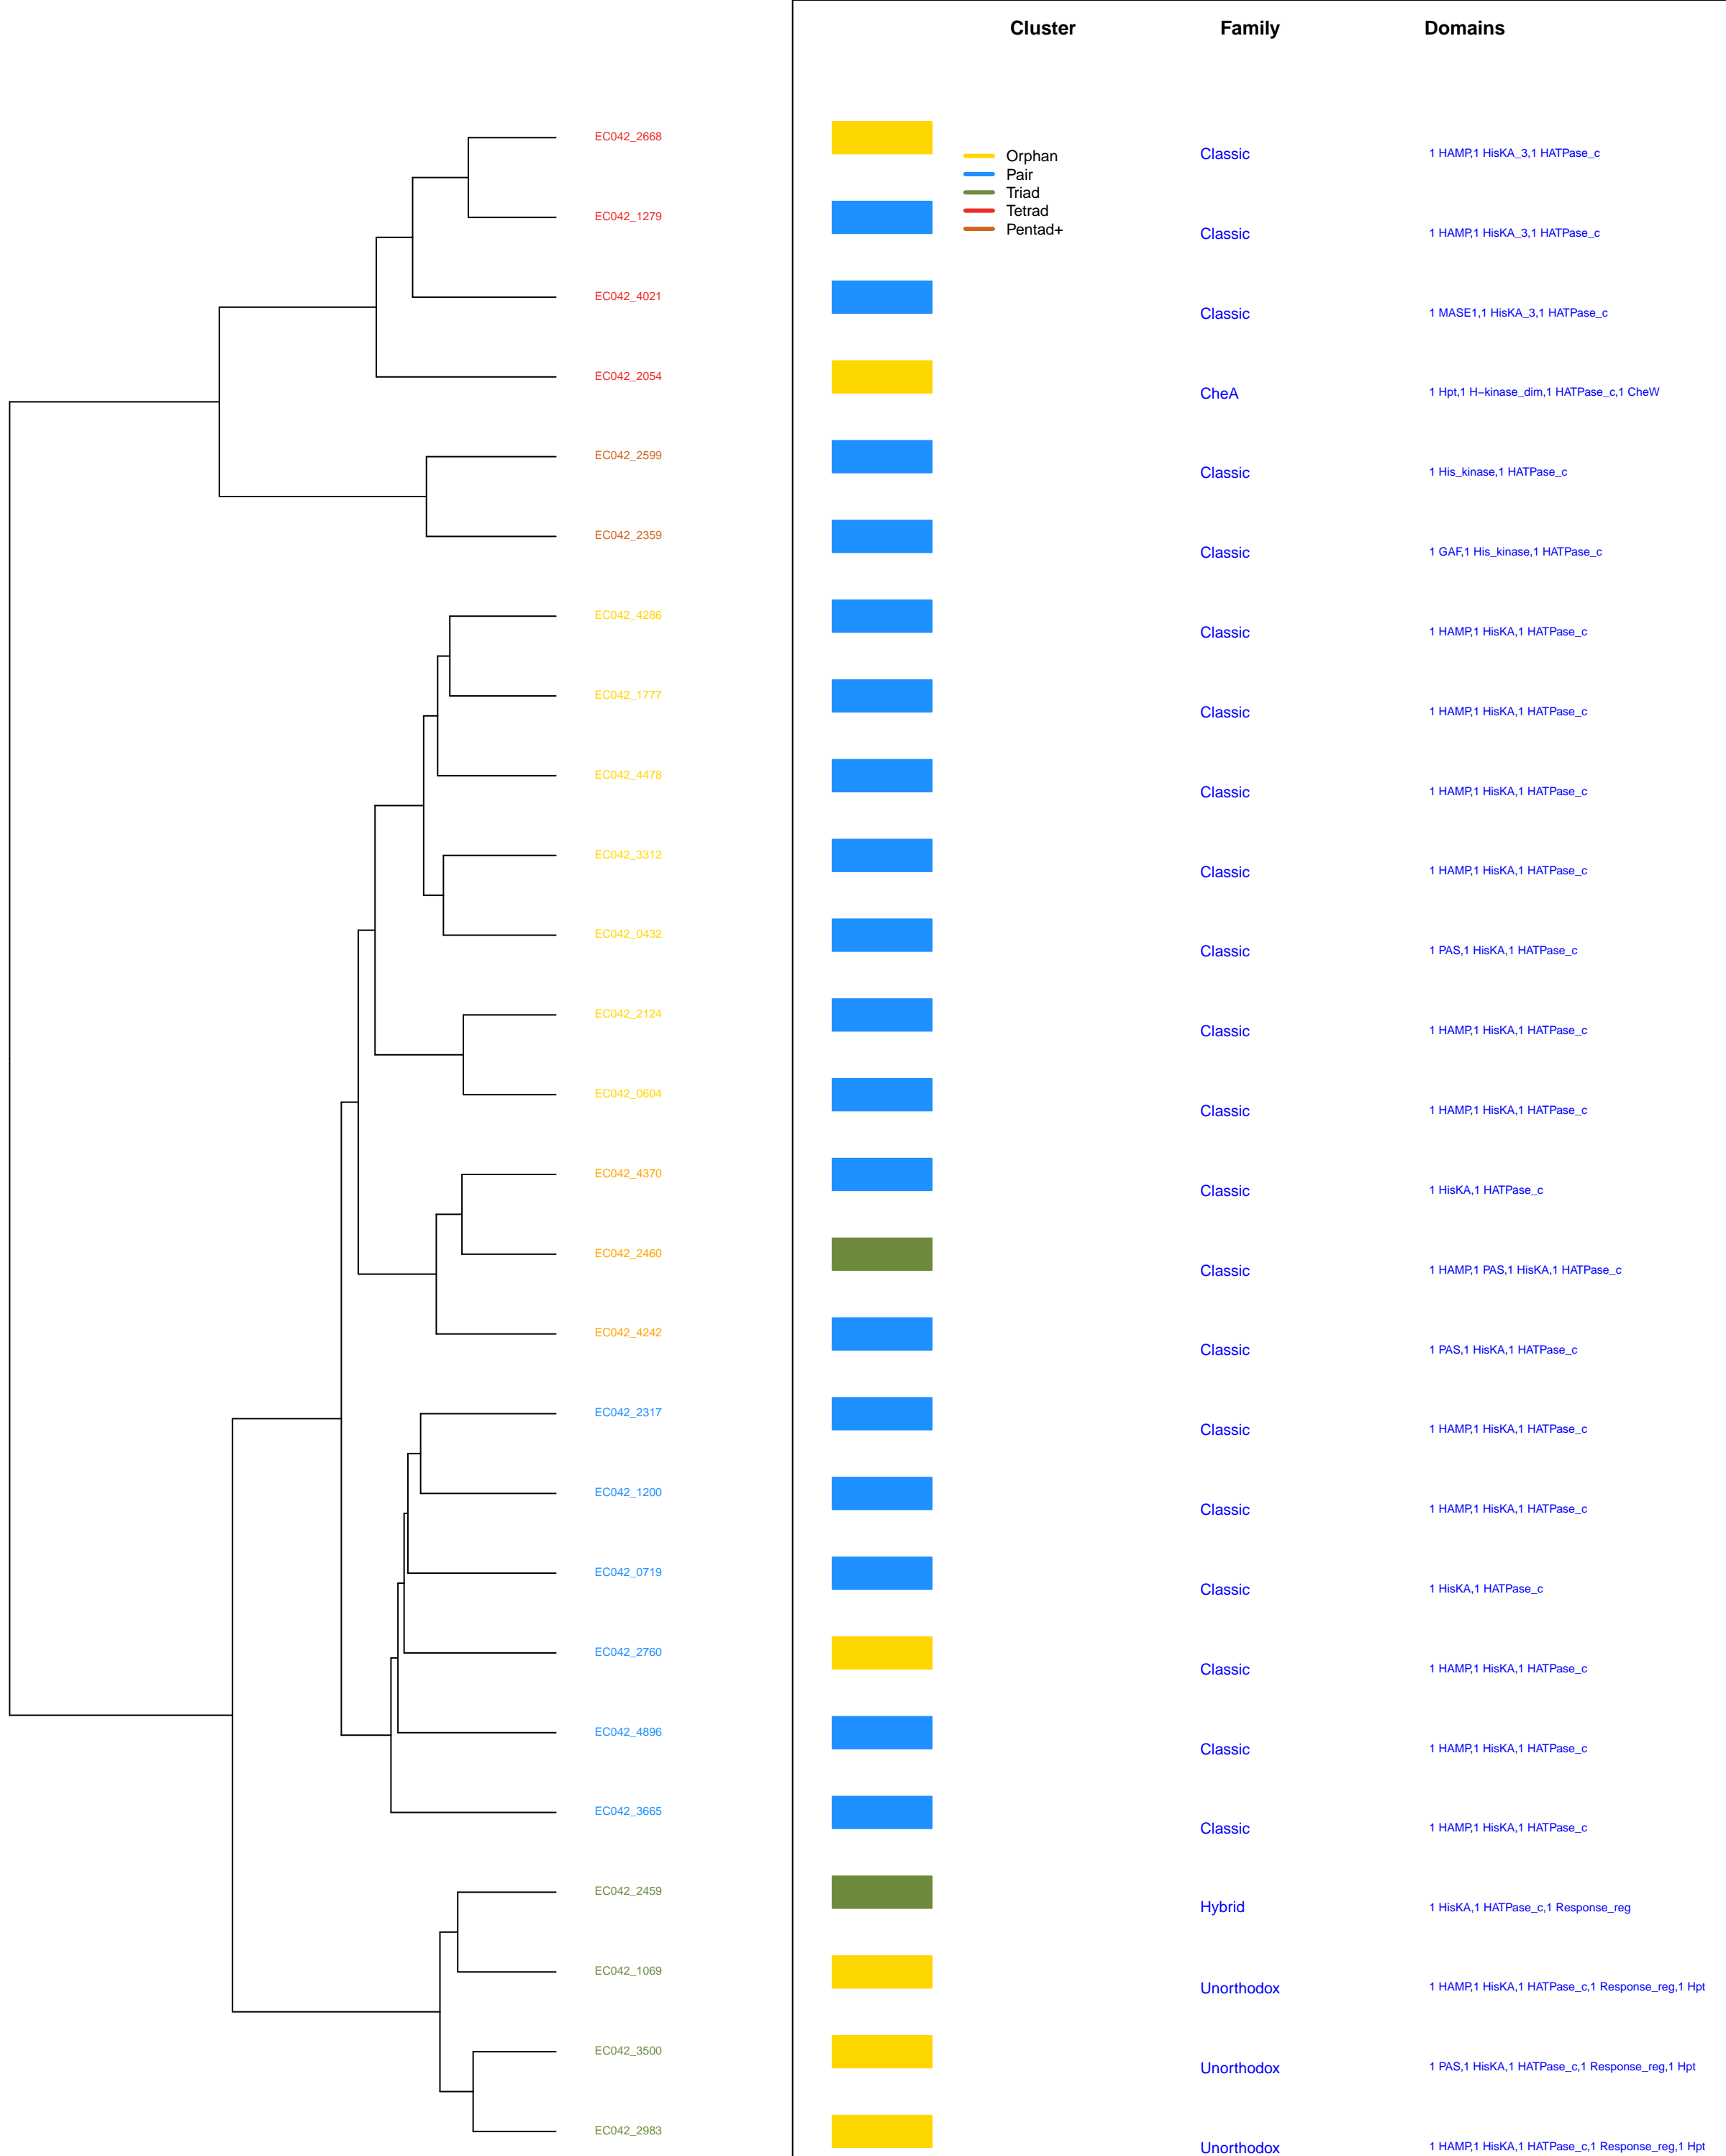 Cluster Family Domains
EC042_2668 Classic 1 HAMP,1 HisKA_3,1 HATPase_c
Orphan
Pair
Triad
Tetrad
Pentad+
EC042_1279 Classic 1 HAMP,1 HisKA_3,1 HATPase_c
EC042_4021 Classic 1 MASE1,1 HisKA_3,1 HATPase_c
EC042_2054 CheA 1 Hpt,1 H−kinase_dim,1 HATPase_c,1 CheW
EC042_2599 Classic 1 His_kinase,1 HATPase_c
EC042_2359 Classic 1 GAF,1 His_kinase,1 HATPase_c
EC042_4286 Classic 1 HAMP,1 HisKA,1 HATPase_c
EC042_1777 Classic 1 HAMP,1 HisKA,1 HATPase_c
EC042_4478 Classic 1 HAMP,1 HisKA,1 HATPase_c
EC042_3312 Classic 1 HAMP,1 HisKA,1 HATPase_c
EC042_0432 Classic 1 PAS,1 HisKA,1 HATPase_c
EC042_2124 Classic 1 HAMP,1 HisKA,1 HATPase_c
EC042_0604 Classic 1 HAMP,1 HisKA,1 HATPase_c
EC042_4370 Classic 1 HisKA,1 HATPase_c
EC042_2460 Classic 1 HAMP,1 PAS,1 HisKA,1 HATPase_c
EC042_4242 Classic 1 PAS,1 HisKA,1 HATPase_c
EC042_2317 Classic 1 HAMP,1 HisKA,1 HATPase_c
EC042_1200 Classic 1 HAMP,1 HisKA,1 HATPase_c
EC042_0719 Classic 1 HisKA,1 HATPase_c
EC042_2760 Classic 1 HAMP,1 HisKA,1 HATPase_c
EC042_4896 Classic 1 HAMP,1 HisKA,1 HATPase_c
EC042_3665 Classic 1 HAMP,1 HisKA,1 HATPase_c
EC042_2459 Hybrid 1 HisKA,1 HATPase_c,1 Response_reg
EC042_1069 Unorthodox 1 HAMP,1 HisKA,1 HATPase_c,1 Response_reg,1 Hpt
EC042_3500 Unorthodox 1 PAS,1 HisKA,1 HATPase_c,1 Response_reg,1 Hpt
EC042_2983 Unorthodox 1 HAMP,1 HisKA,1 HATPase_c,1 Response_reg,1 Hpt